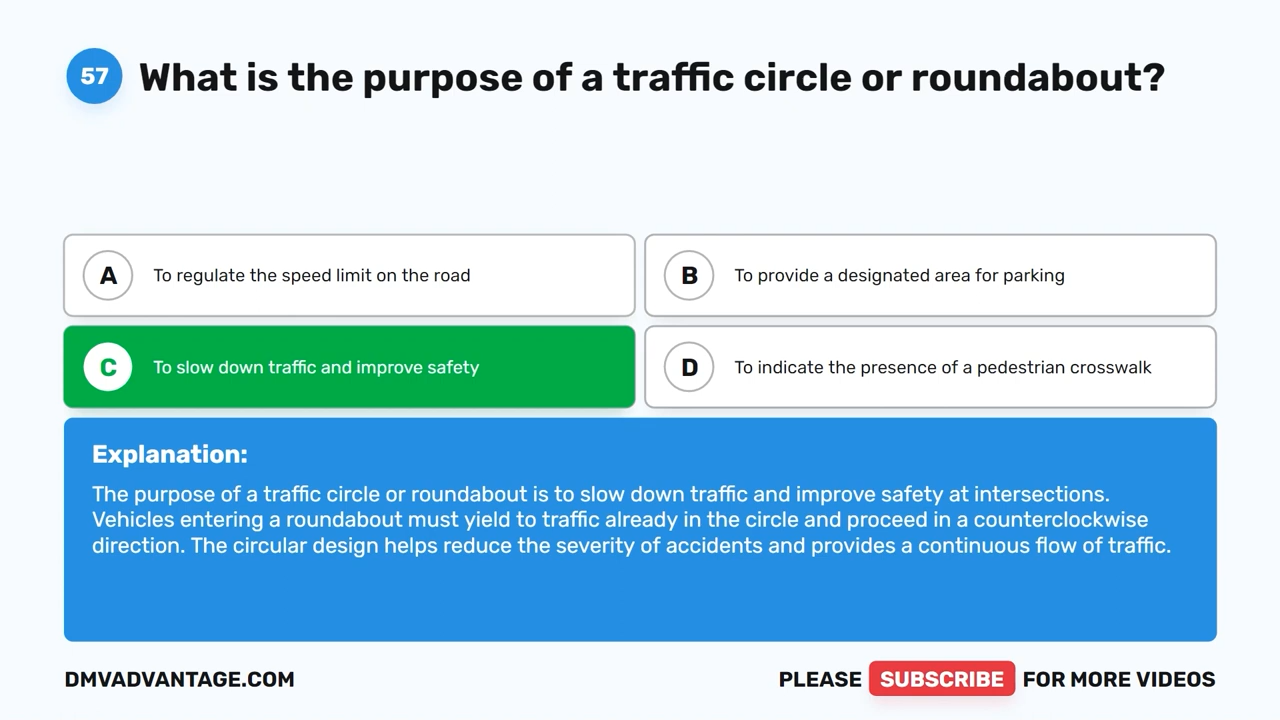 57 What is the purpose of a traffic circle or roundabout?
A To regulate the speed limit on the road
B To provide a designated area for parking
C To slow down traffic and improve safety
D To indicate the presence of a pedestrian crosswalk
Explanation:
The purpose of a traffic circle or roundabout is to slow down traffic and improve safety at intersections.
Vehicles entering a roundabout must yield to traffic already in the circle and proceed in a counterclockwise
direction. The circular design helps reduce the severity of accidents and provides a continuous flow of traffic.
DMVADVANTAGE.COM
PLEASE SUBSCRIBE FOR MORE VIDEOS